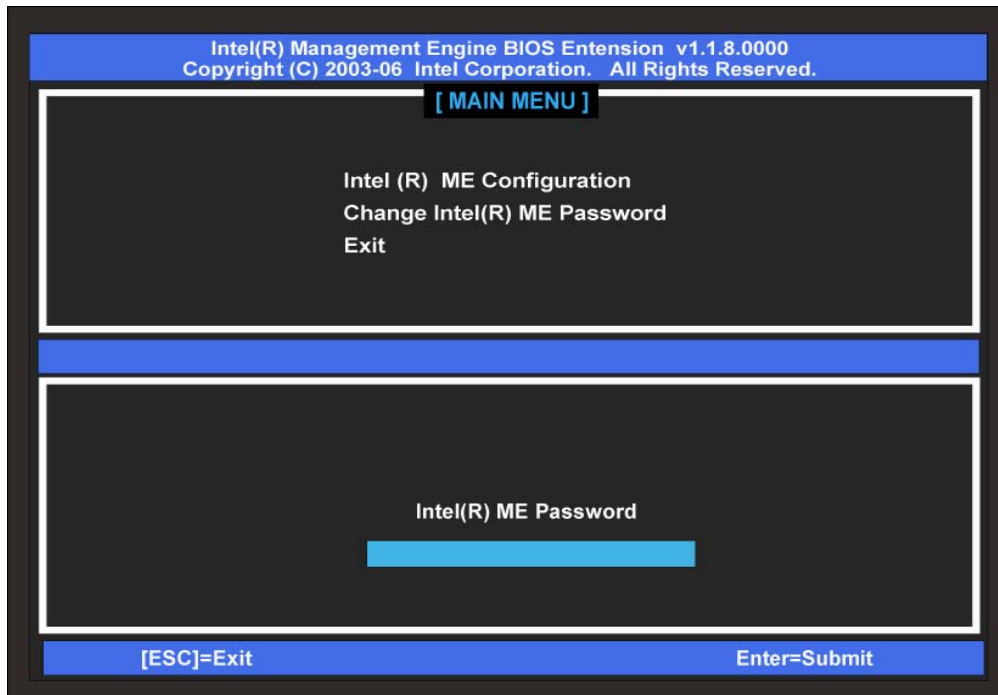 Intel(R) Management Engine BIOS Entension v1.1.8.0000
Copyright (C) 2003-06 Intel Corporation. All Rights Reserved.
[ MAIN MENU ]
Intel (R) ME Configuration
Change Intel(R) ME Password
Exit
Intel(R) ME Password
[ESC]=Exit
Enter=Submit